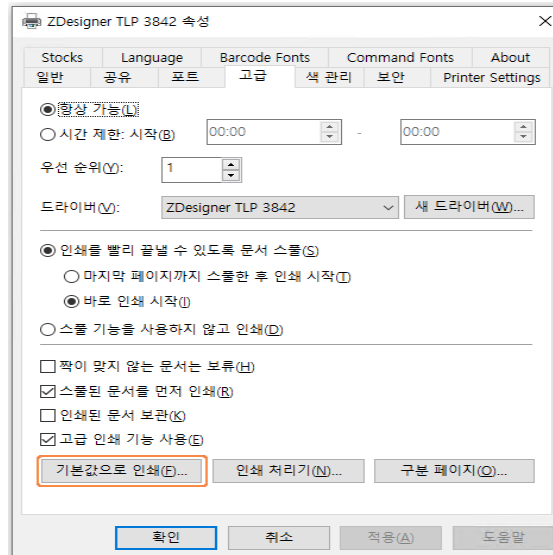 ZDesigner TLP 3842 속성
Stocks Language Barcode Fonts Command Fonts About
일반 공유 포트 고급 색 관리 보안 Printer Settings
항상 가능(L)
시간 제한: 시작(B) 00:00 - 00:00
우선 순위(Y): 1
드라이버(V): ZDesigner TLP 3842 새 드라이버(W)...
인쇄를 빨리 끝낼 수 있도록 문서 스풀(S)
마지막 페이지까지 스풀한 후 인쇄 시작(T)
바로 인쇄 시작(I)
스풀 기능을 사용하지 않고 인쇄(D)
짝이 맞지 않는 문서는 보류(H)
스풀된 문서를 먼저 인쇄(R)
인쇄된 문서 보관(K)
고급 인쇄 기능 사용(E)
기본값으로 인쇄(F)... 인쇄 처리기(N)... 구분 페이지(O)...
확인 취소 적용(A) 도움말